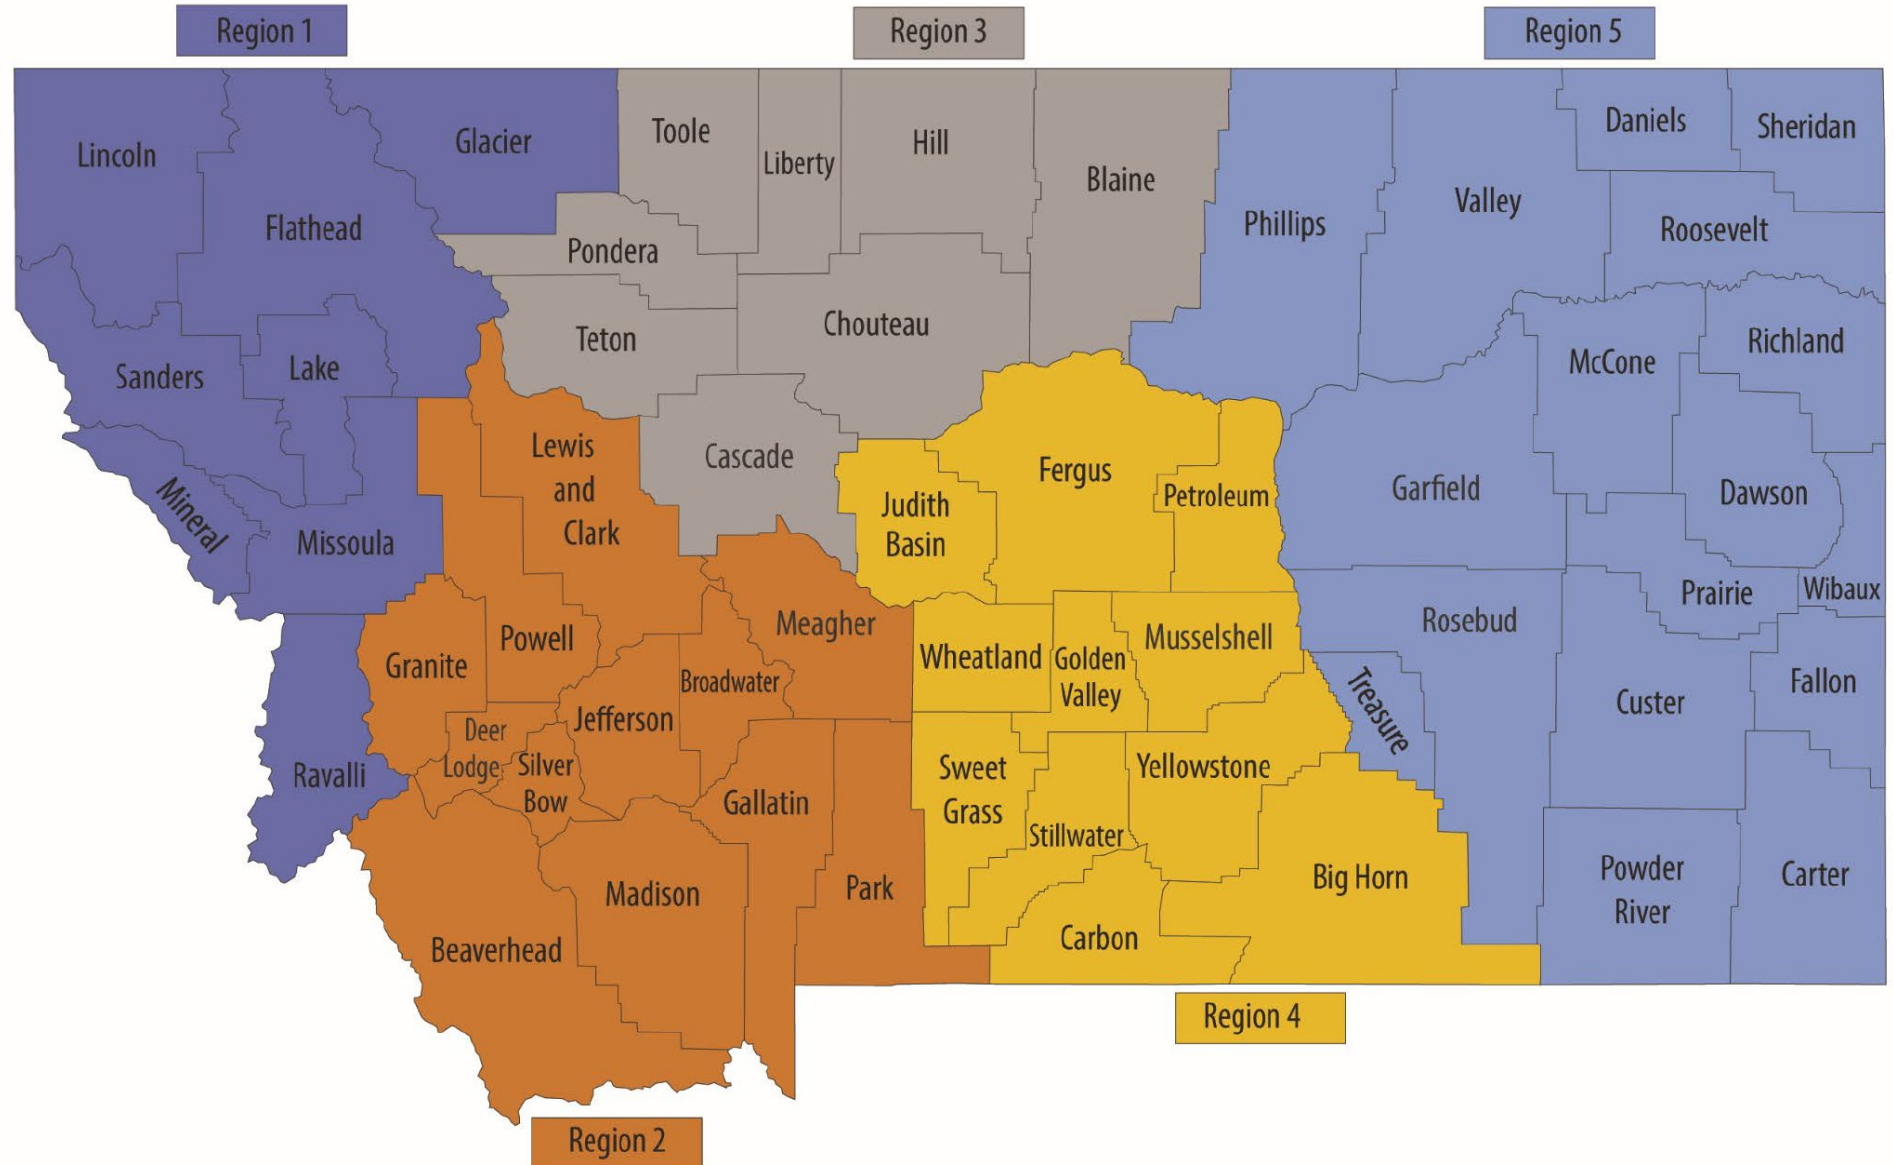 Region 1
Region 3
Region 5
Lincoln
Flathead
Glacier
Toole
Liberty
Hill
Blaine
Phillips
Valley
Daniels
Sheridan
Roosevelt
Pondera
Teton
Chouteau
Sanders
Lake
McCone
Richland
Cascade
Lewis
and
Clark
Mineral
Missoula
Judith
Basin
Fergus
Petroleum
Garfield
Dawson
Prairie
Wibaux
Granite
Powell
Meagher
Broadwater
Jefferson
Wheatland
Golden
Valley
Musselshell
Rosebud
Treasure
Custer
Fallon
Ravalli
Deer
Lodge
Silver
Bow
Gallatin
Sweet
Grass
Stillwater
Yellowstone
Big Horn
Powder
River
Carter
Madison
Park
Beaverhead
Carbon
Region 4
Region 2